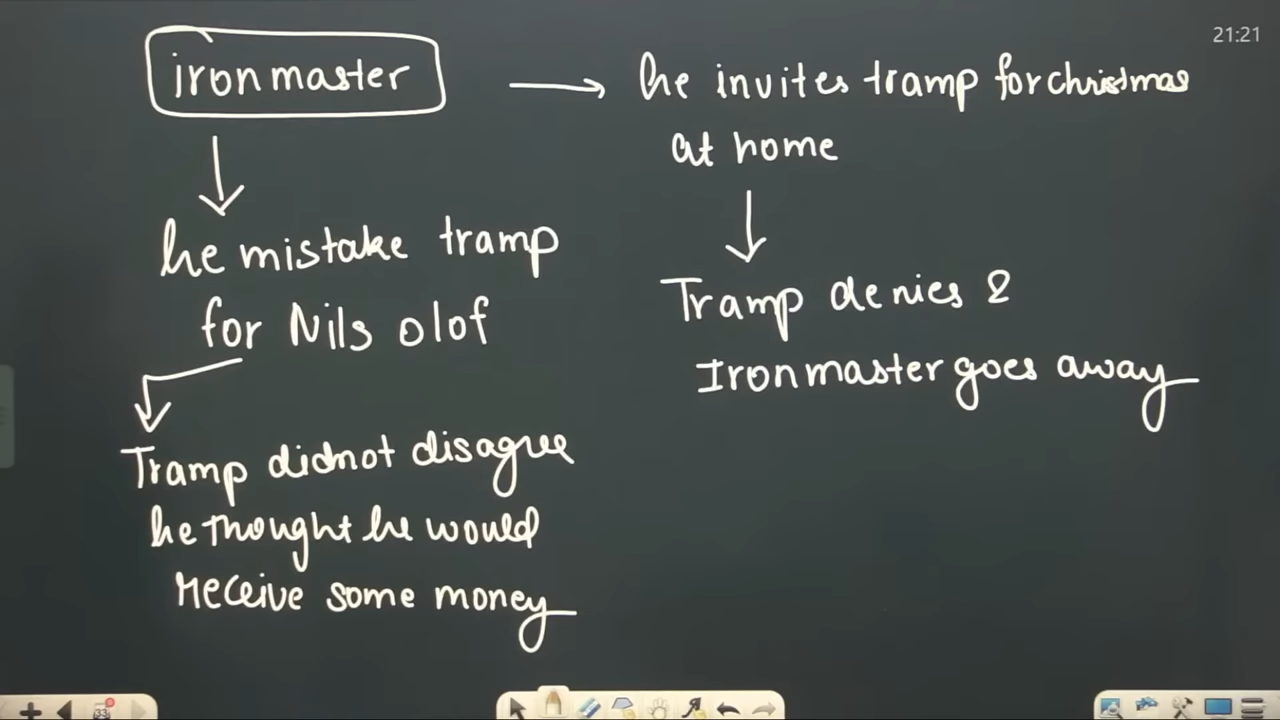 21:21
ironmaster
he invites tramp for christmas
at home
he mistake tramp
for Nils olof
Tramp denies &
Ironmaster goes away
Tramp didnot disagree
he thought he would
receive some money
33